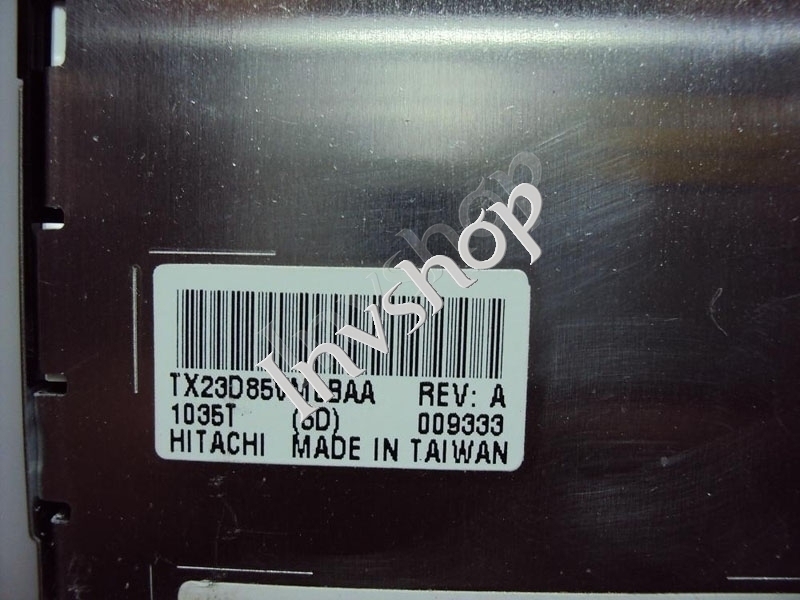 Invshop
REV: A
1035T 009333
HITACHI MADE IN TAIWAN